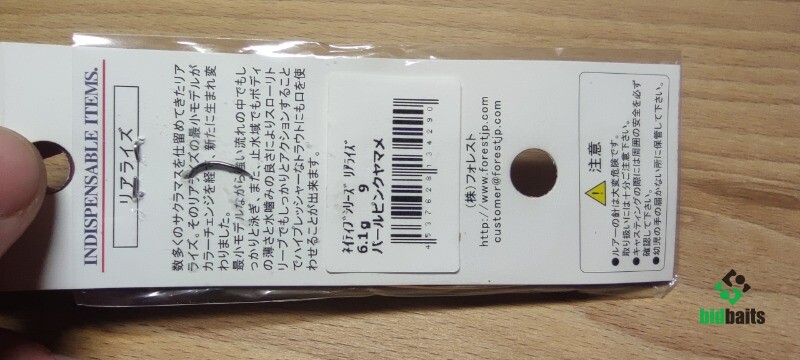 INDISPENSABLE ITEMS.
リアライズ
数多くのサクラマスを仕留めてきたリア
ライズ。そのリアライズの最小モデルが
カラーチェンジを経て、新たに生まれ変
わりました。
最小モデルながら強い流れの中でもし
っかりと泳ぎ、また、止水域でもボディ
の薄さと水噛みの良さによりスローリト
リーブでもしっかりとアクションすること
でハイプレッシャーなトラウトにも口を使
わせることが出来ます。
ネイティブシリーズ リアライズ
6.1g 9
パールピンクヤマメ
4 537628 134290
(株)フォレスト
http://www.forestjp.com
customer@forestjp.com
注意
●ルアーの針は大変危険です。
取り扱いには十分ご注意下さい。
●キャスティングの際には周囲の安全を必ず
確認して下さい。
●幼児の手の届かない所に保管して下さい。
bidbaits